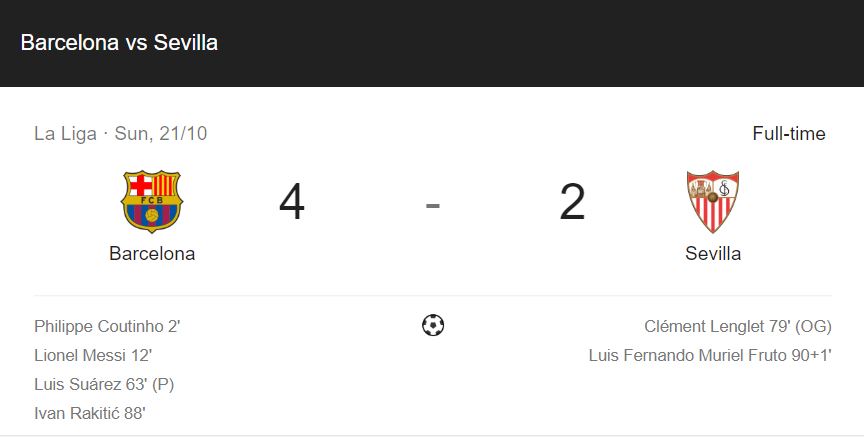 Barcelona vs Sevilla
La Liga · Sun, 21/10
Full-time
FCB
4 - 2
Barcelona
Sevilla
Philippe Coutinho 2'
Lionel Messi 12'
Luis Suárez 63' (P)
Ivan Rakitić 88'
Clément Lenglet 79' (OG)
Luis Fernando Muriel Fruto 90+1'